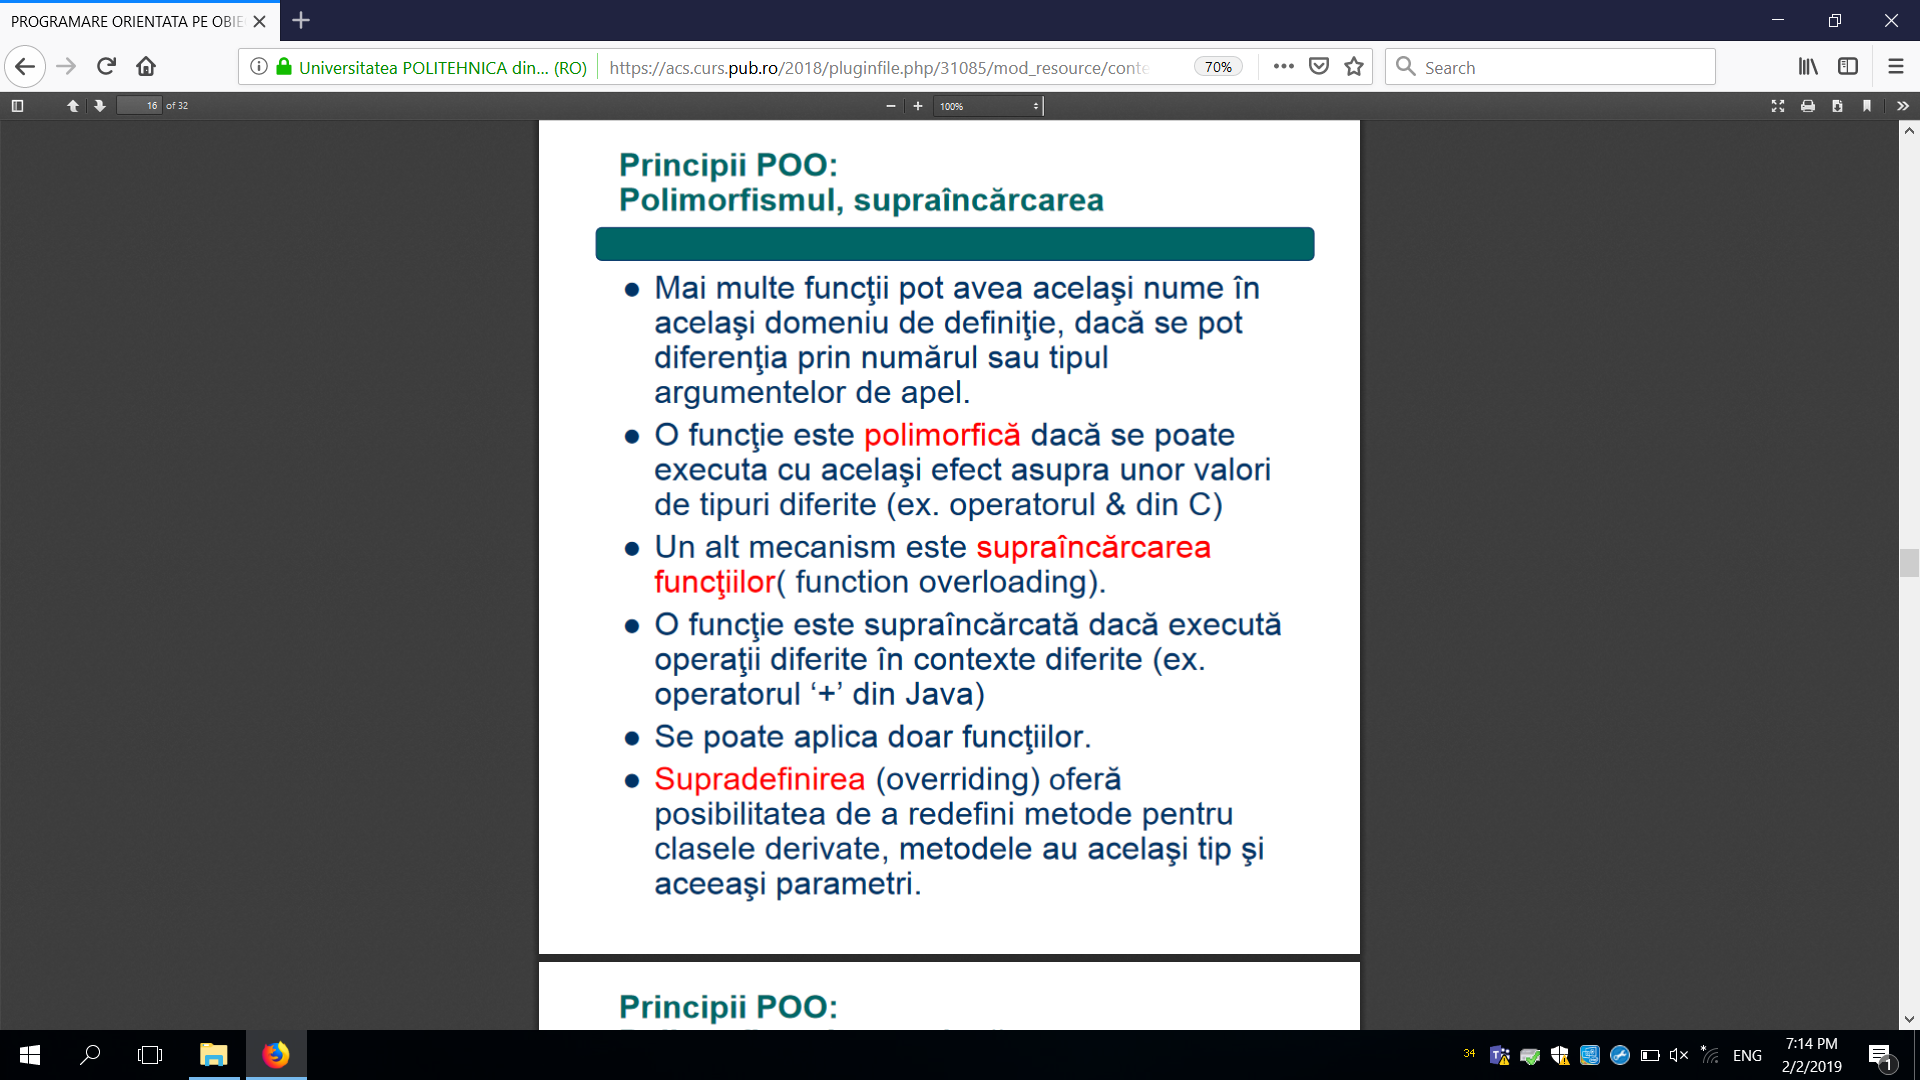 PROGRAMARE ORIENTATA PE OBIE
Universitatea POLITEHNICA din... (RO)
https://acs.curs.pub.ro/2018/pluginfile.php/31085/mod_resource/conte
70%
Search
16 of 32
100%
Principii POO:
Polimorfismul, supraîncărcarea
● Mai multe funcţii pot avea acelaşi nume în
acelaşi domeniu de definiţie, dacă se pot
diferenţia prin numărul sau tipul
argumentelor de apel.
● O funcţie este polimorfică dacă se poate
executa cu acelaşi efect asupra unor valori
de tipuri diferite (ex. operatorul & din C)
● Un alt mecanism este supraîncărcarea
funcţiilor( function overloading).
● O funcţie este supraîncărcată dacă execută
operaţii diferite în contexte diferite (ex.
operatorul ‘+’ din Java)
● Se poate aplica doar funcţiilor.
● Supradefinirea (overriding) oferă
posibilitatea de a redefini metode pentru
clasele derivate, metodele au acelaşi tip şi
aceeaşi parametri.
Principii POO:
34
ENG
7:14 PM
2/2/2019
1